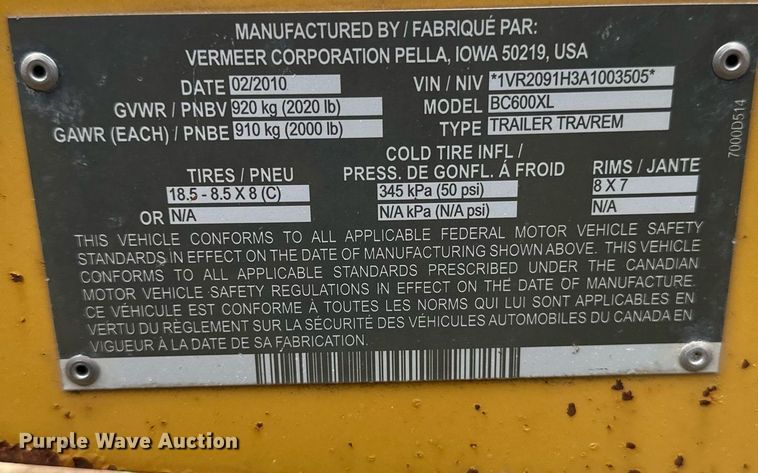 MANUFACTURED BY / FABRIQUÉ PAR:
VERMEER CORPORATION PELLA, IOWA 50219, USA
DATE 02/2010 VIN / NIV *1VR2091H3A1003505*
GVWR / PNBV 920 kg (2020 lb) MODEL BC600XL
GAWR (EACH) / PNBE 910 kg (2000 lb) TYPE TRAILER TRA/REM
TIRES / PNEU COLD TIRE INFL / PRESS. DE GONFL. Á FROID RIMS / JANTE
18.5 - 8.5 X 8 (C) 345 kPa (50 psi) 8 X 7
OR N/A N/A kPa (N/A psi) N/A
THIS VEHICLE CONFORMS TO ALL APPLICABLE FEDERAL MOTOR VEHICLE SAFETY
STANDARDS IN EFFECT ON THE DATE OF MANUFACTURING SHOWN ABOVE. THIS VEHICLE
CONFORMS TO ALL APPLICABLE STANDARDS PRESCRIBED UNDER THE CANADIAN
MOTOR VEHICLE SAFETY REGULATIONS IN EFFECT ON THE DATE OF MANUFACTURE.
CE VÉHICULE EST CONFORME À TOUTES LES NORMS QUI LUI SONT APPLICABLES EN
VERTU DU RÈGLEMENT SUR LA SÉCURITÉ DES VÉHICULES AUTOMOBILES DU CANADA EN
VIGUEUR À LA DATE DE SA FABRICATION.
7000D514
Purple Wave Auction